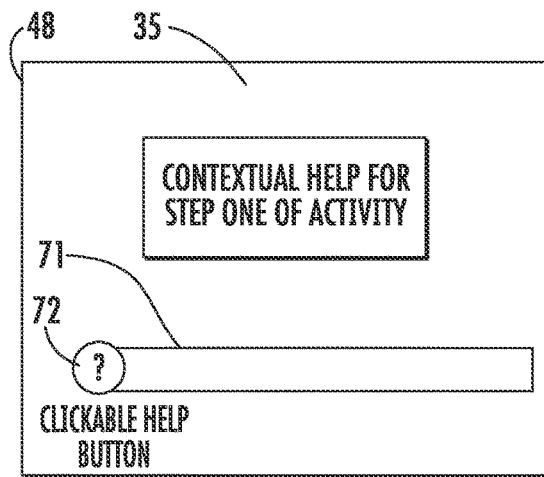 48
35
CONTEXTUAL HELP FOR
STEP ONE OF ACTIVITY
71
72
?
CLICKABLE HELP
BUTTON